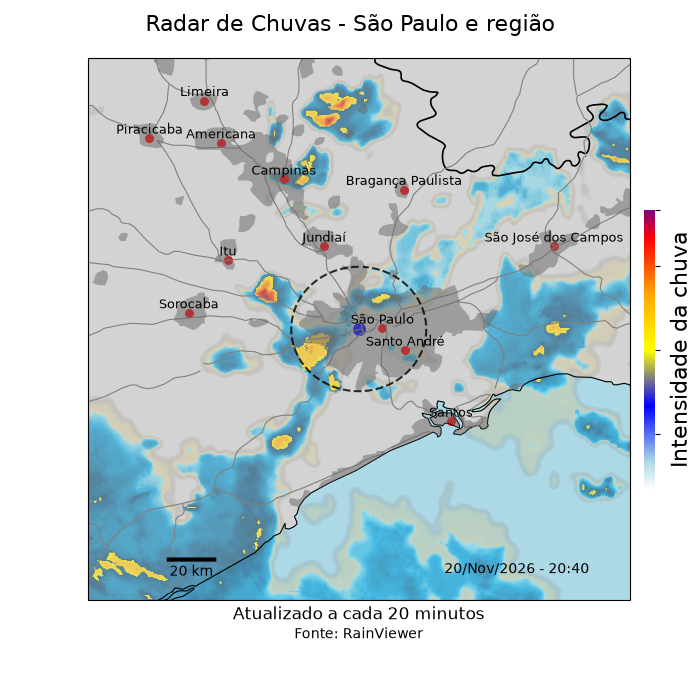 Radar de Chuvas - São Paulo e região
Limeira
Piracicaba
Americana
Campinas
Bragança Paulista
Jundiaí
São José dos Campos
Itu
Sorocaba
São Paulo
Santo André
Santos
Intensidade da chuva
20 km
20/Nov/2026 - 20:40
Atualizado a cada 20 minutos
Fonte: RainViewer